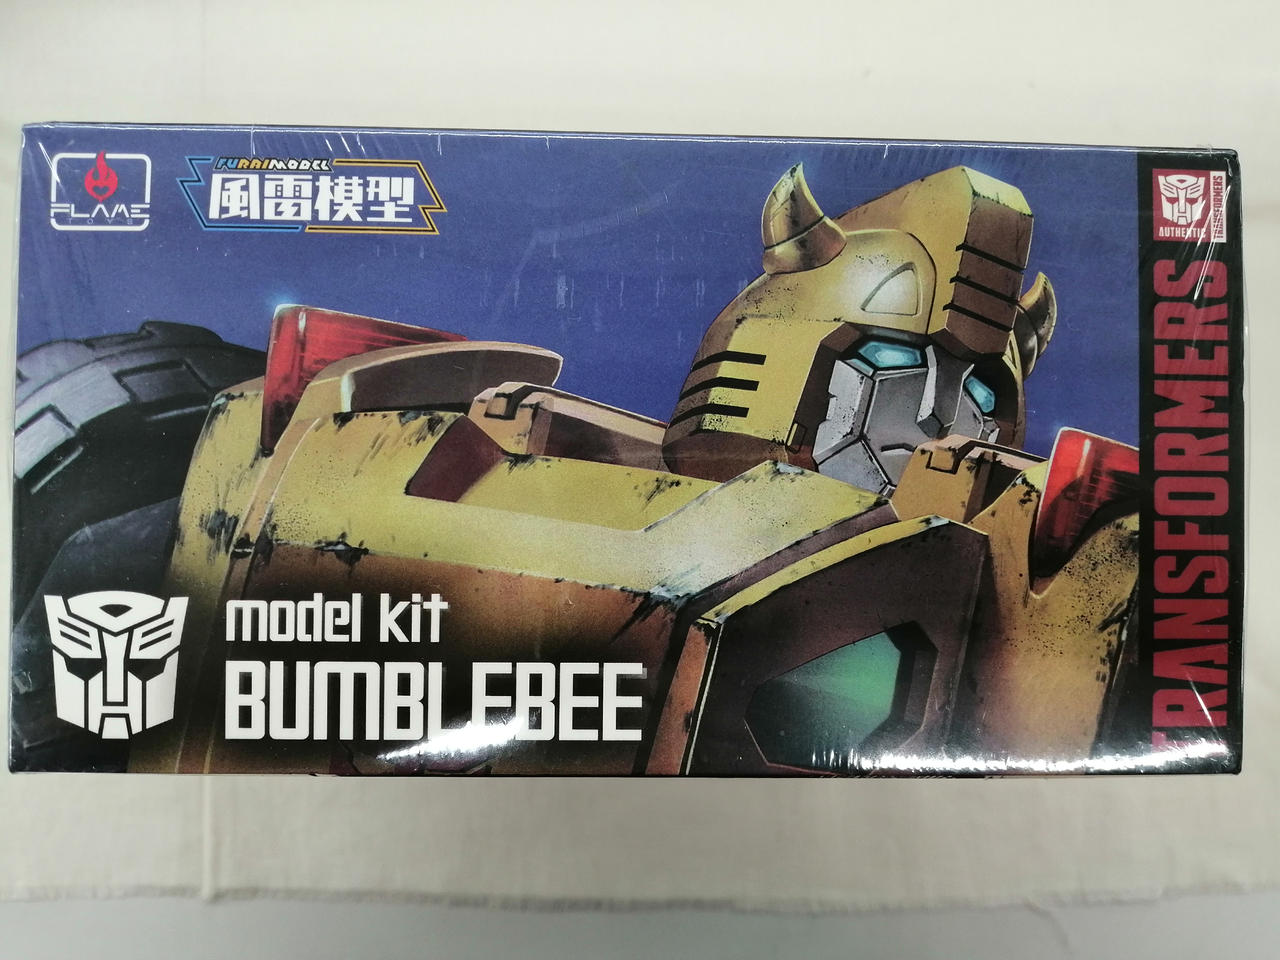 FLAME
TOYS
FURAI MODEL
風雷模型
AUTHENTIC
TRANSFORMERS
TRANSFORMERS
model kit
BUMBLEBEE